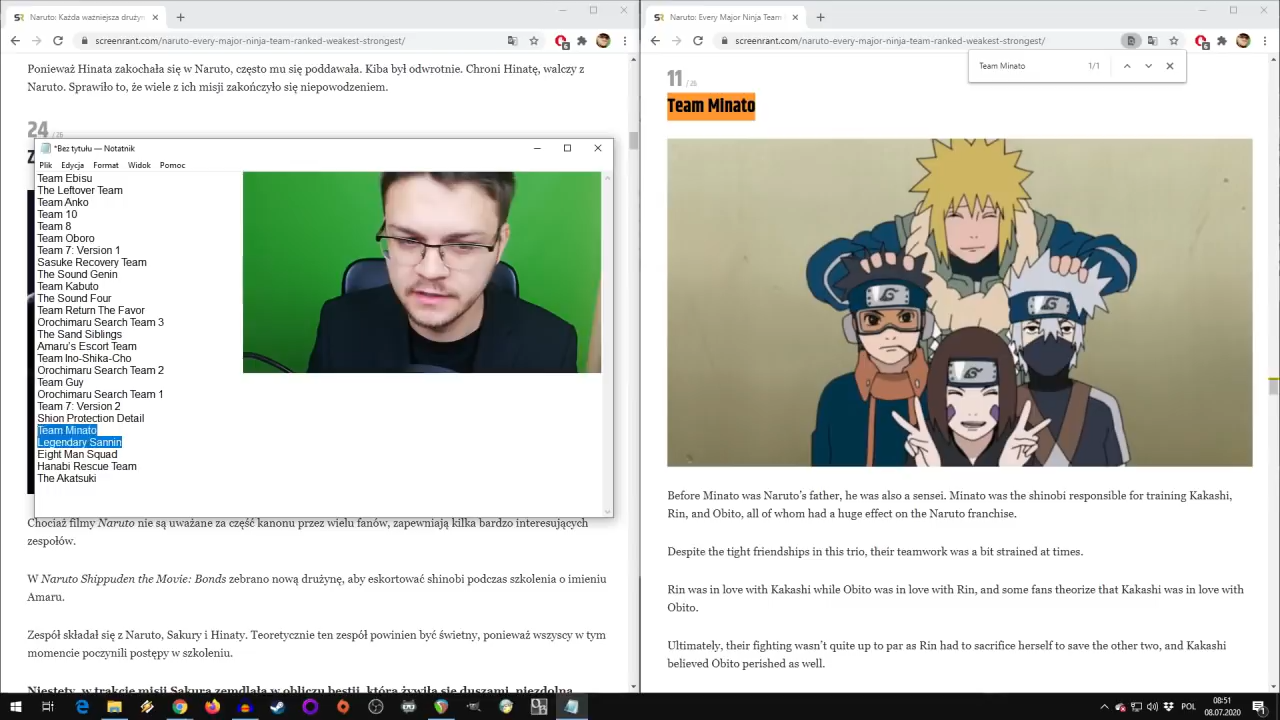 Naruto: Każda ważniejsza drużyn
screenrant.com/naruto-every-major-ninja-team-ranked-weakest-strongest/
Ponieważ Hinata zakochała się w Naruto, często mu się poddawała. Kiba był odwrotnie. Chroni Hinatę, walczy z
Naruto. Sprawiło to, że wiele z ich misji zakończyło się niepowodzeniem.
24 / 26
*Bez tytułu – Notatnik
Plik Edycja Format Widok Pomoc
Team Ebisu
The Leftover Team
Team Anko
Team 10
Team 8
Team Oboro
Team 7: Version 1
Sasuke Recovery Team
The Sound Genin
Team Kabuto
The Sound Four
Team Return The Favor
Orochimaru Search Team 3
The Sand Siblings
Amaru's Escort Team
Team Ino-Shika-Cho
Orochimaru Search Team 2
Team Guy
Orochimaru Search Team 1
Team 7: Version 2
Shion Protection Detail
Team Minato
Legendary Sannin
Eight Man Squad
Hanabi Rescue Team
The Akatsuki
Chociaż filmy Naruto nie są uważane za część kanonu przez wielu fanów, zapewniają kilka bardzo interesujących
zespołów.
W Naruto Shippuden the Movie: Bonds zebrano nową drużynę, aby eskortować shinobi podczas szkolenia o imieniu
Amaru.
Zespół składał się z Naruto, Sakury i Hinaty. Teoretycznie ten zespół powinien być świetny, ponieważ wszyscy w tym
momencie poczynili postępy w szkoleniu.
Niestety, w trakcie misji Sakura zemdlała w obliczu bestii, która żywiła się duszami, niezdolna
Naruto: Every Major Ninja Team
screenrant.com/naruto-every-major-ninja-team-ranked-weakest-strongest/
Team Minato 1/1
11 / 26
Team Minato
Before Minato was Naruto's father, he was also a sensei. Minato was the shinobi responsible for training Kakashi,
Rin, and Obito, all of whom had a huge effect on the Naruto franchise.
Despite the tight friendships in this trio, their teamwork was a bit strained at times.
Rin was in love with Kakashi while Obito was in love with Rin, and some fans theorize that Kakashi was in love with
Obito.
Ultimately, their fighting wasn't quite up to par as Rin had to sacrifice herself to save the other two, and Kakashi
believed Obito perished as well.
POL
08:51
08.07.2020